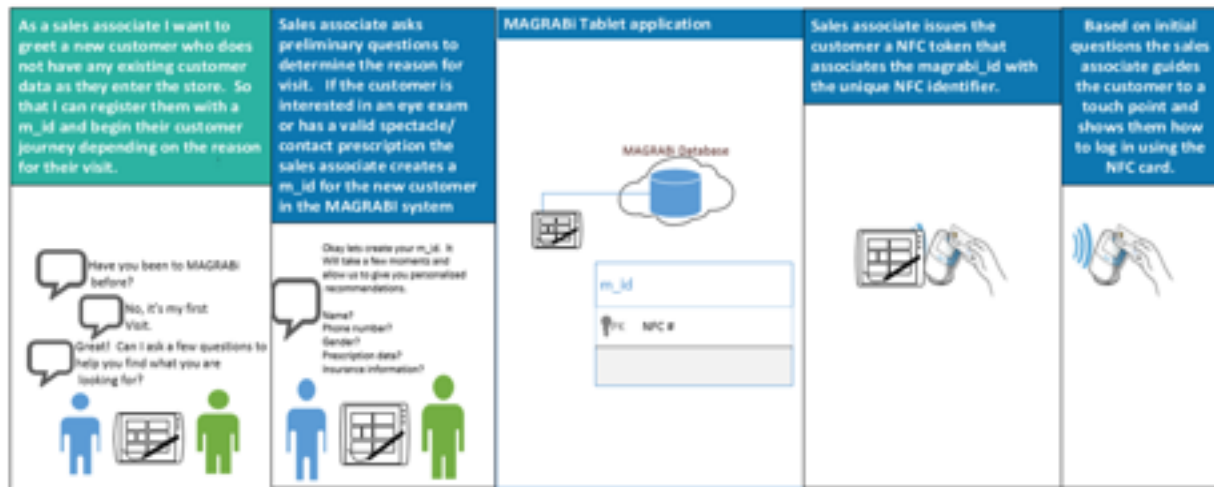 As a sales associate I want to
greet a new customer who does
not have any existing customer
data as they enter the store. So
that I can register them with a
m_id and begin their customer
journey depending on the reason
for their visit.
Have you been to MAGRABi
before?
No, it's my first
Visit.
Great! Can I ask a few questions to
help you find what you are
looking for?
Sales associate asks
preliminary questions to
determine the reason for
visit. If the customer is
interested in an eye exam
or has a valid spectacle/
contact prescription the
sales associate creates a
m_id for the new customer
in the MAGRABi system
Okay lets create your m_id. It
Will take a few moments and
allow us to give you personalized
recommendations.
Name?
Phone number?
Gender?
Prescription data?
Insurance information?
MAGRABi Tablet application
MAGRABi Database
m_id
PK NFC #
Sales associate issues the
customer a NFC token that
associates the magrabi_id with
the unique NFC identifier.
Based on initial
questions the sales
associate guides
the customer to a
touch point and
shows them how
to log in using the
NFC card.